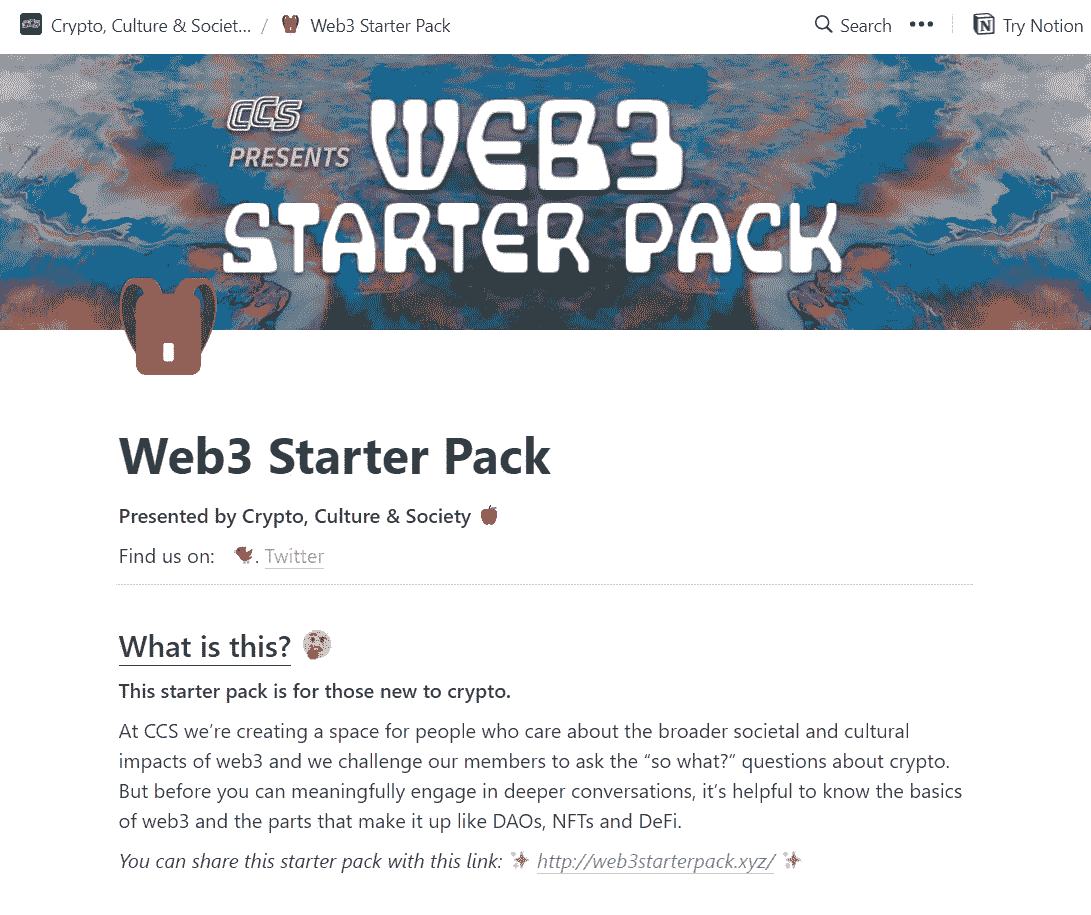 Crypto, Culture & Societ... / Web3 Starter Pack Search ••• Try Notion
CCS
PRESENTS
WEB3
STARTER PACK
Web3 Starter Pack
Presented by Crypto, Culture & Society
Find us on: . Twitter
What is this?
This starter pack is for those new to crypto.
At CCS we’re creating a space for people who care about the broader societal and cultural
impacts of web3 and we challenge our members to ask the “so what?” questions about crypto.
But before you can meaningfully engage in deeper conversations, it’s helpful to know the basics
of web3 and the parts that make it up like DAOs, NFTs and DeFi.
You can share this starter pack with this link: http://web3starterpack.xyz/